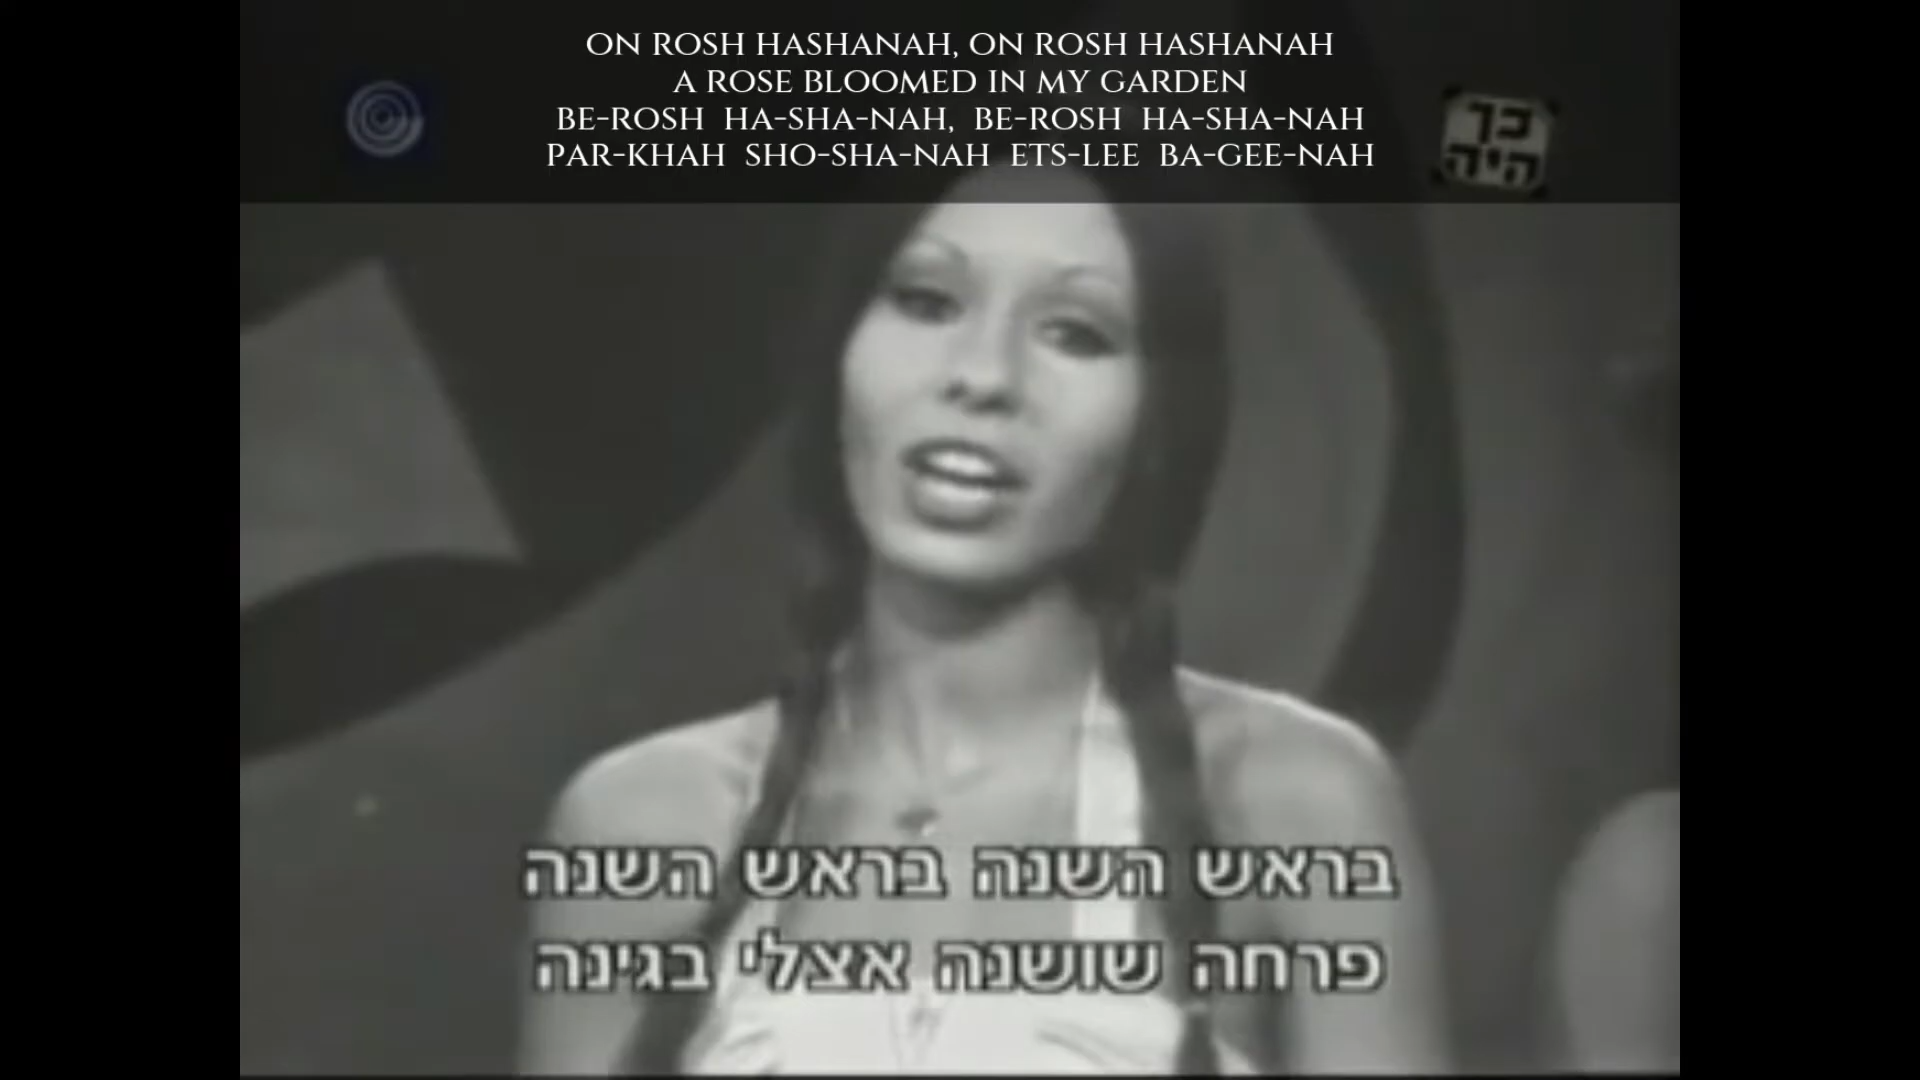 ON ROSH HASHANAH, ON ROSH HASHANAH
A ROSE BLOOMED IN MY GARDEN
BE-ROSH HA-SHA-NAH, BE-ROSH HA-SHA-NAH
PAR-KHAH SHO-SHA-NAH ETS-LEE BA-GEE-NAH
כך
היה
בראש השנה בראש השנה
פרחה שושנה אצלי בגינה